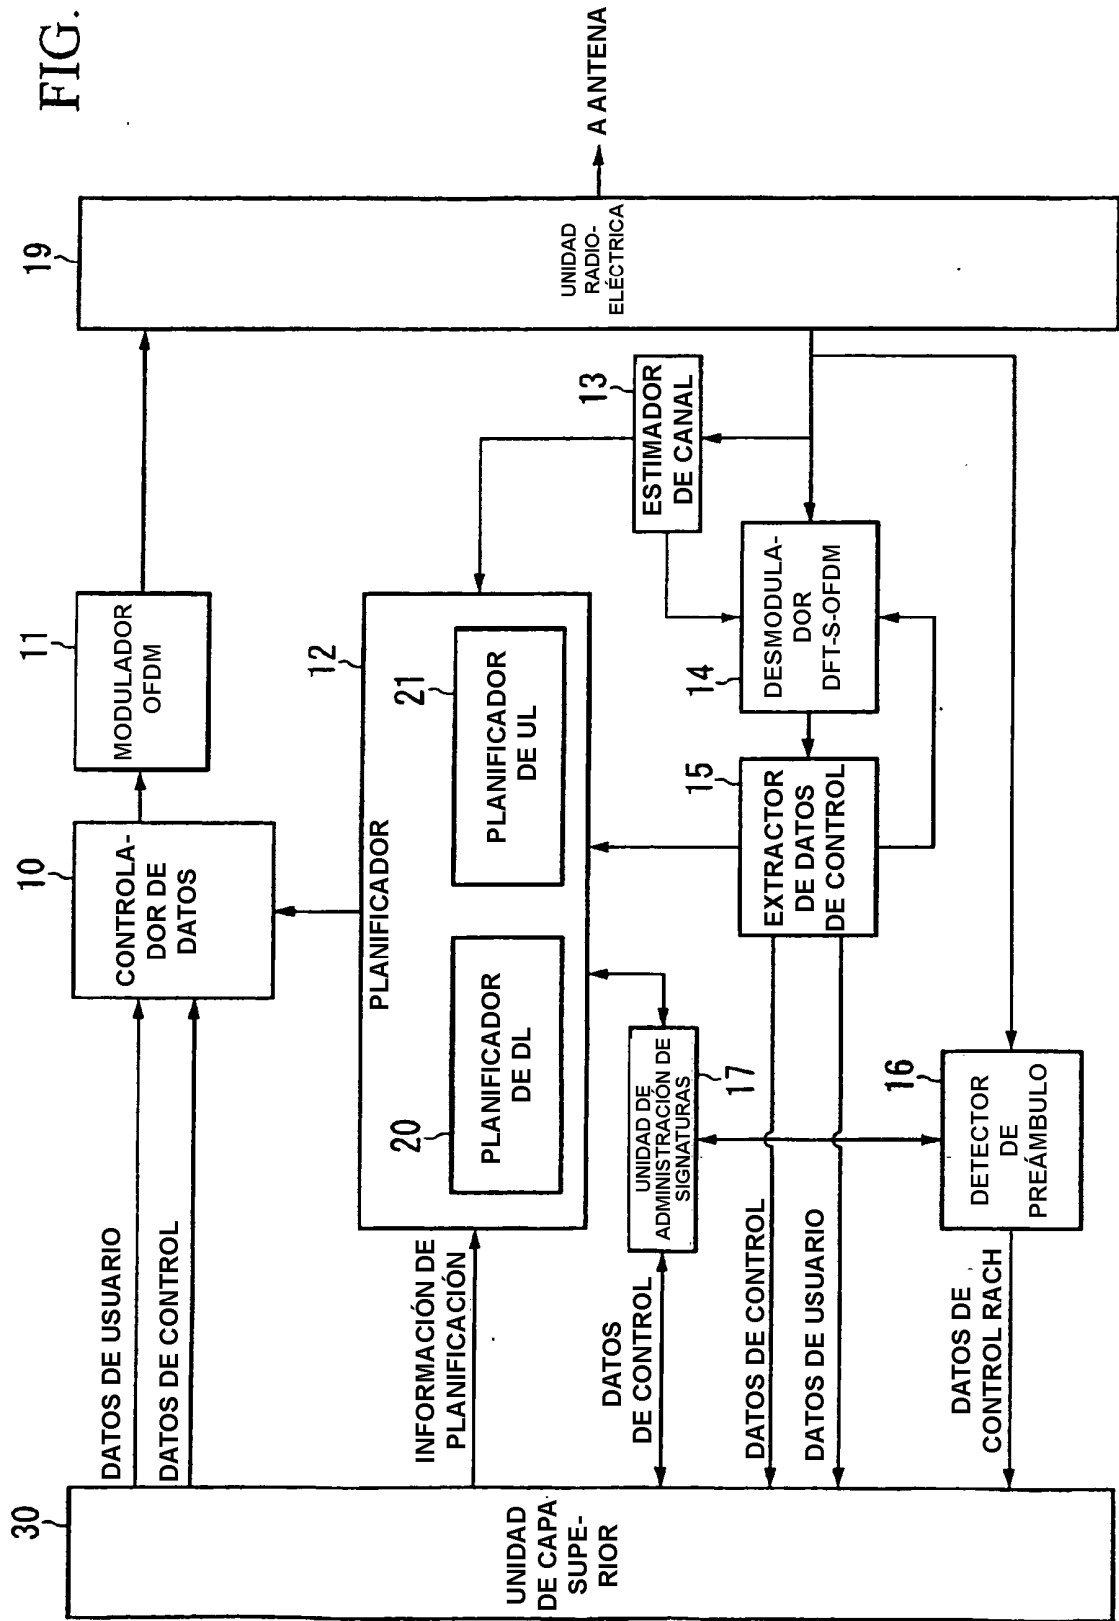 FIG.
30
UNIDAD
DE CAPA
SUPE-
RIOR
DATOS DE USUARIO
DATOS DE CONTROL
10
CONTROLA-
DOR DE
DATOS
11
MODULADOR
OFDM
19
UNIDAD
RADIO-
ELÉCTRICA
A ANTENA
INFORMACIÓN DE
PLANIFICACIÓN
PLANIFICADOR
12
20
PLANIFICADOR
DE DL
21
PLANIFICADOR
DE UL
13
ESTIMADOR
DE CANAL
DATOS
DE CONTROL
UNIDAD DE
ADMINISTRACIÓN DE
SIGNATURAS
17
15
EXTRACTOR
DE DATOS
DE CONTROL
14
DESMODULA-
DOR
DFT-S-OFDM
DATOS DE CONTROL
DATOS DE USUARIO
16
DETECTOR
DE
PREÁMBULO
DATOS DE
CONTROL RACH